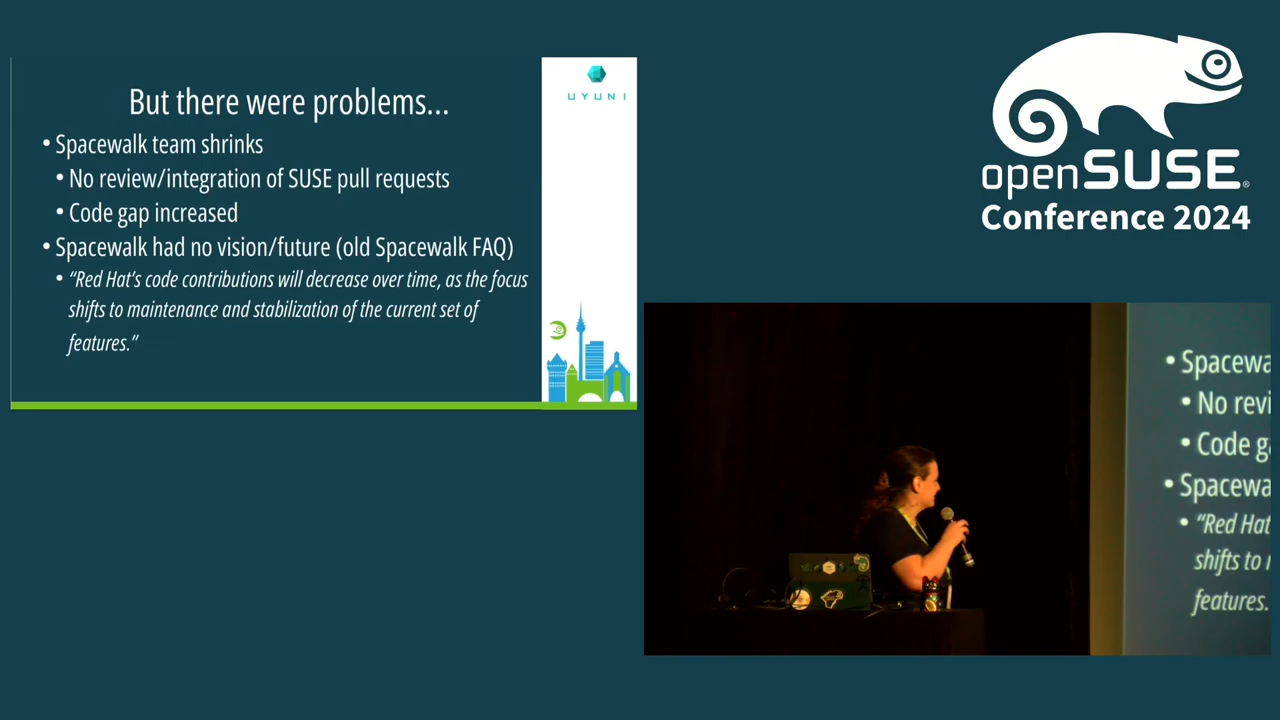 But there were problems...
• Spacewalk team shrinks
• No review/integration of SUSE pull requests
• Code gap increased
• Spacewalk had no vision/future (old Spacewalk FAQ)
• “Red Hat’s code contributions will decrease over time, as the focus
shifts to maintenance and stabilization of the current set of
features.”
UYUNI
openSUSE®
Conference 2024
• Spacewa
• No revi
• Code ga
• Spacewa
• “Red Hat
shifts to
features.